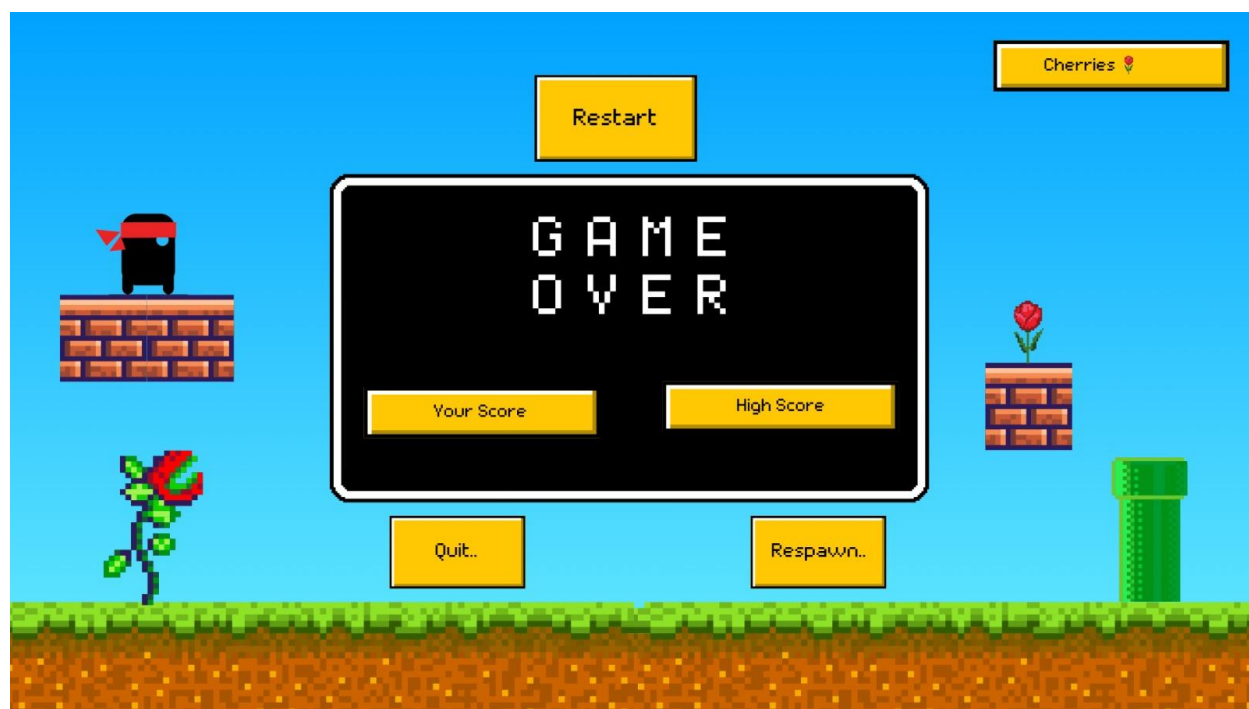 Cherries 🌹
Restart
GAME
OVER
Your Score
High Score
Quit..
Respawn..